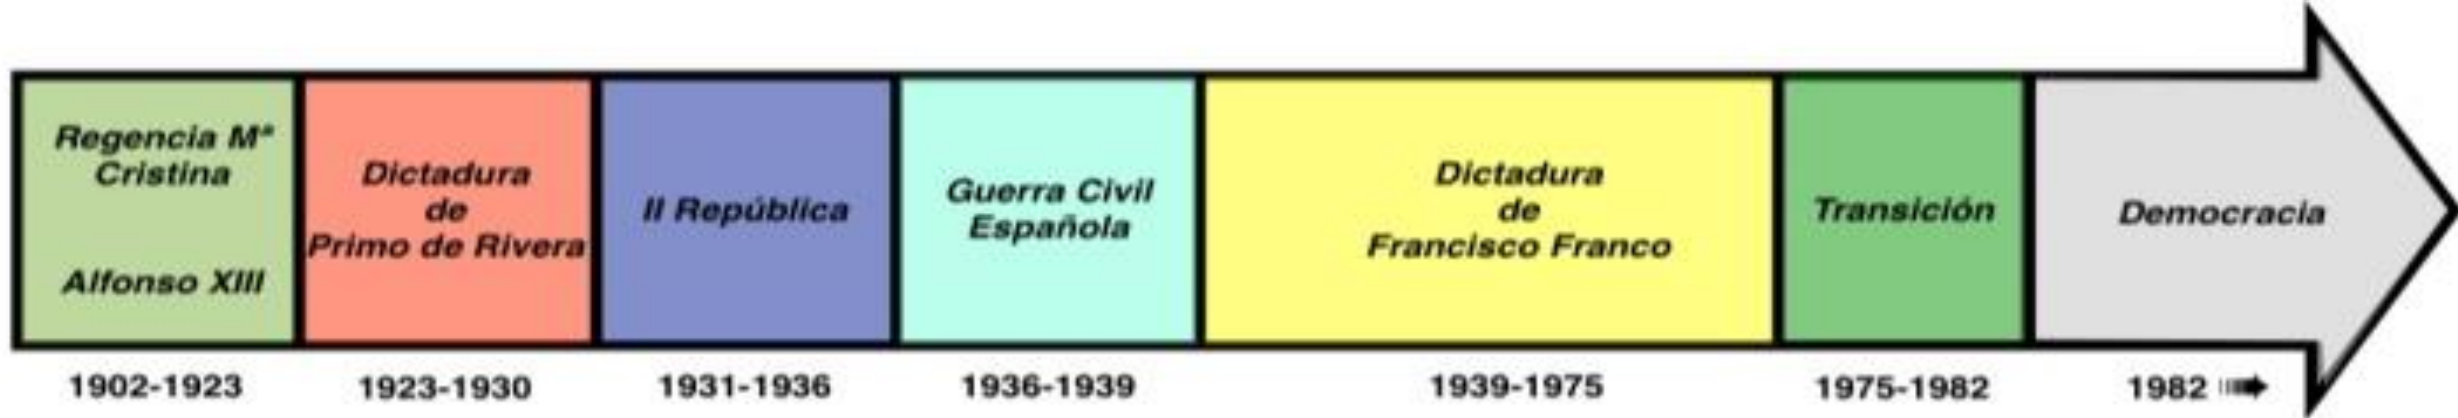 Regencia Mª
Cristina
Alfonso XIII
Dictadura
de
Primo de Rivera
II República
Guerra Civil
Española
Dictadura
de
Francisco Franco
Transición
Democracia
1902-1923
1923-1930
1931-1936
1936-1939
1939-1975
1975-1982
1982